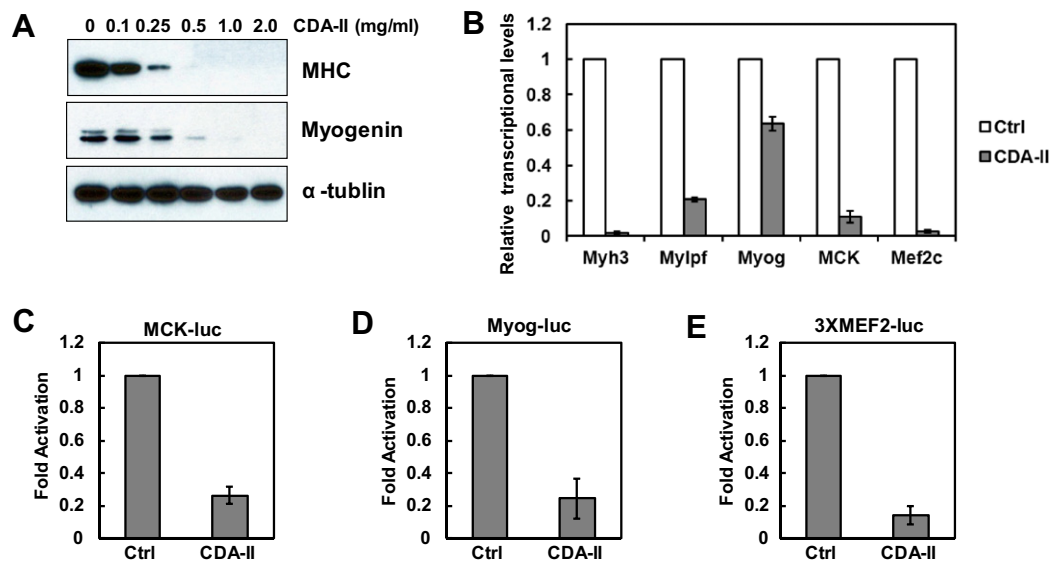 A
0 0.1 0.25 0.5 1.0 2.0 CDA-II (mg/ml)
MHC
Myogenin
α -tublin
B
Relative transcriptional levels
1.2
1
0.8
0.6
0.4
0.2
0
Myh3 Mylpf Myog MCK Mef2c
Ctrl
CDA-II
C
MCK-luc
Fold Activation
1.2
1
0.8
0.6
0.4
0.2
0
Ctrl CDA-II
D
Myog-luc
Fold Activation
1.2
1
0.8
0.6
0.4
0.2
0
Ctrl CDA-II
E
3XMEF2-luc
Fold Activation
1.2
1
0.8
0.6
0.4
0.2
0
Ctrl CDA-II